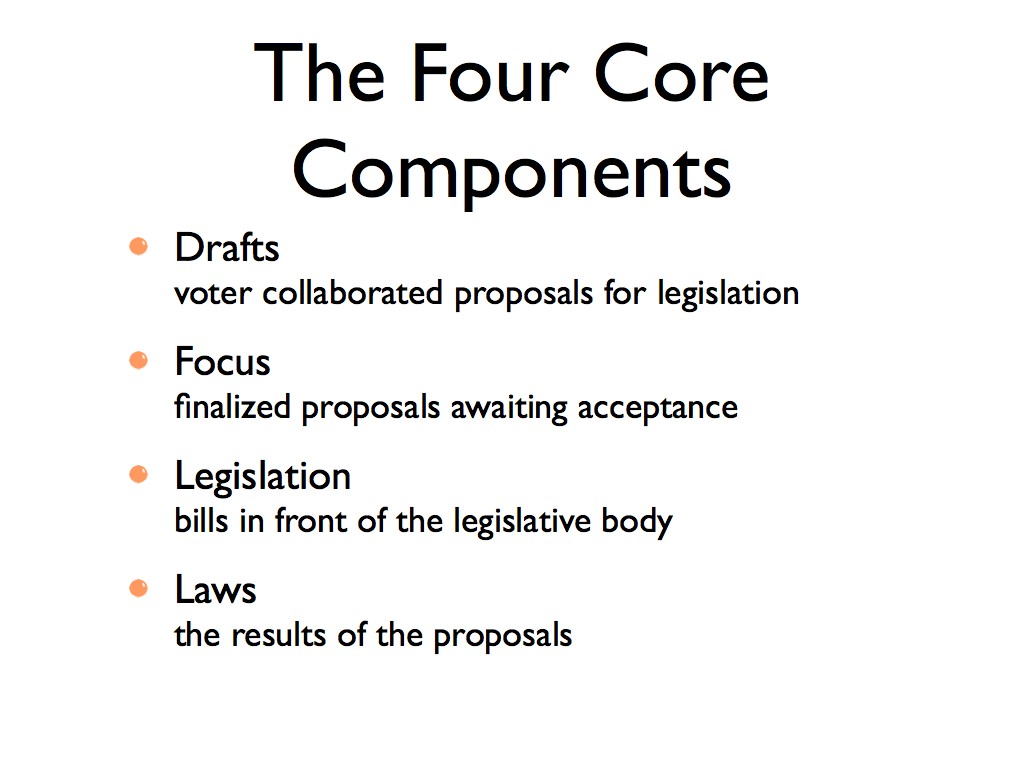 The Four Core
Components
Drafts
voter collaborated proposals for legislation
Focus
finalized proposals awaiting acceptance
Legislation
bills in front of the legislative body
Laws
the results of the proposals